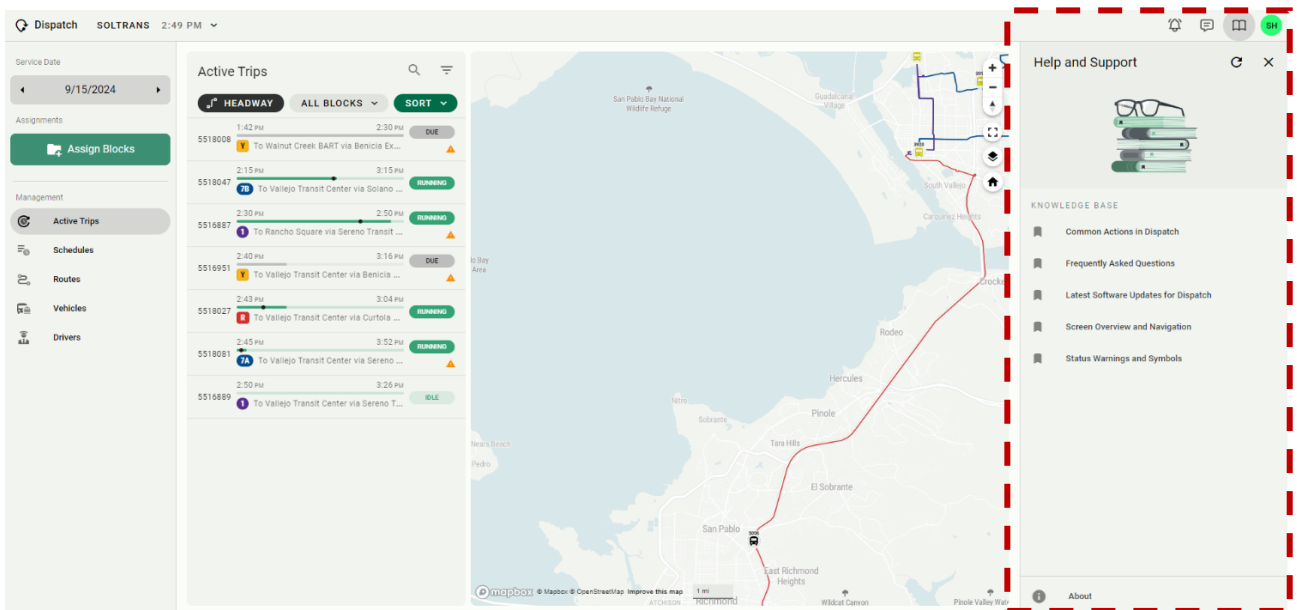 Dispatch SOLTRANS 2:49 PM
SH
Service Date
9/15/2024
Assignments
Assign Blocks
Management
Active Trips
Schedules
Routes
Vehicles
Drivers
Active Trips
HEADWAY ALL BLOCKS SORT
1:42 PM 2:30 PM DUE
5518008
Y To Walnut Creek BART via Benicia Ex...
2:15 PM 3:15 PM
5518047 RUNNING
7B To Vallejo Transit Center via Solano ...
2:30 PM 2:50 PM RUNNING
5516887
1 To Rancho Square via Sereno Transit ...
2:40 PM 3:16 PM DUE
5516951
Y To Vallejo Transit Center via Benicia ...
2:43 PM 3:04 PM
5518027 RUNNING
R To Vallejo Transit Center via Curtola ...
2:45 PM 3:52 PM RUNNING
5518081
7A To Vallejo Transit Center via Sereno ...
2:50 PM 3:26 PM
5516889 IDLE
1 To Vallejo Transit Center via Sereno T...
San Pablo Bay National
Wildlife Refuge
Guadalcanal
Village
South Vallejo
Carquinez Heights
lo Bay
Area
Crocke
Rodeo
Hercules
Nitro
Pinole
Sobrante
Tara Hills
Nears Beach
Pedro
El Sobrante
San Pablo
East Richmond
Heights
mapbox © Mapbox © OpenStreetMap Improve this map 1 mi
ATCHISON Richmond Wildcat Canyon Pinole Valley Wate
Help and Support
KNOWLEDGE BASE
Common Actions in Dispatch
Frequently Asked Questions
Latest Software Updates for Dispatch
Screen Overview and Navigation
Status Warnings and Symbols
About